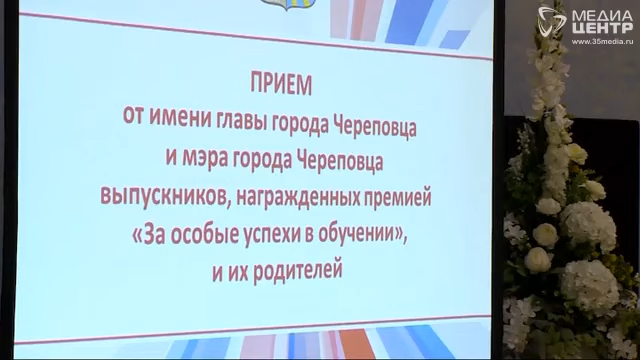 МЕДИА
ЦЕНТР
www.35media.ru
ПРИЕМ
от имени главы города Череповца
и мэра города Череповца
выпускников, награжденных премией
«За особые успехи в обучении»,
и их родителей